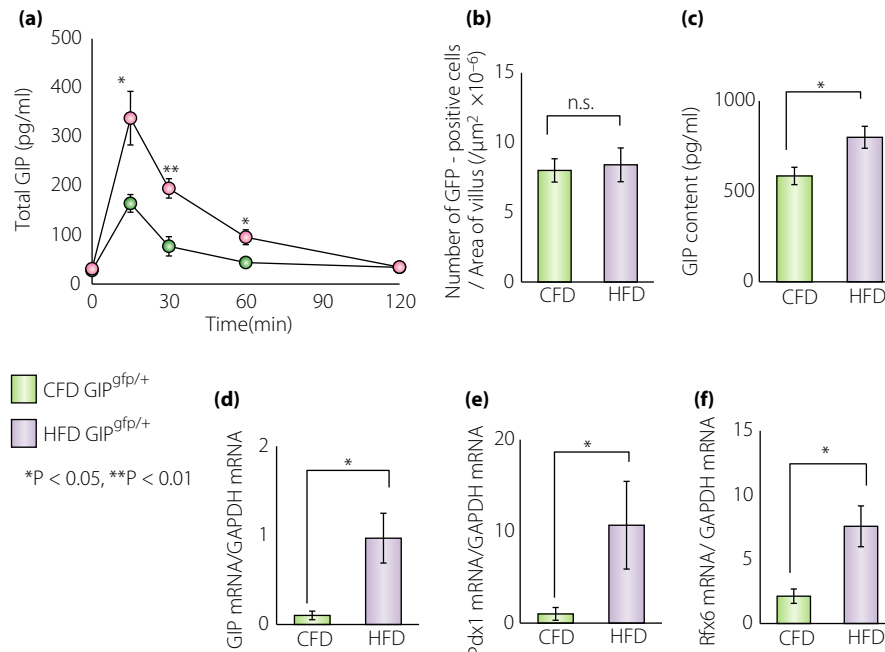 (a)
500
400
300
200
100
0
Total GIP (pg/ml)
*
**
*
0
30
60
90
120
Time(min)
(b)
15
10
5
0
Number of GFP - positive cells
/ Area of villus (/μm² ×10⁻⁶)
n.s.
CFD
HFD
(c)
1000
500
0
GIP content (pg/ml)
*
CFD
HFD
CFD GIPgfp/+
HFD GIPgfp/+
*P < 0.05, **P < 0.01
(d)
2
1
0
GIP mRNA/GAPDH mRNA
*
CFD
HFD
(e)
20
15
10
5
0
Pdx1 mRNA/GAPDH mRNA
*
CFD
HFD
(f)
15
10
5
0
Rfx6 mRNA/ GAPDH mRNA
*
CFD
HFD